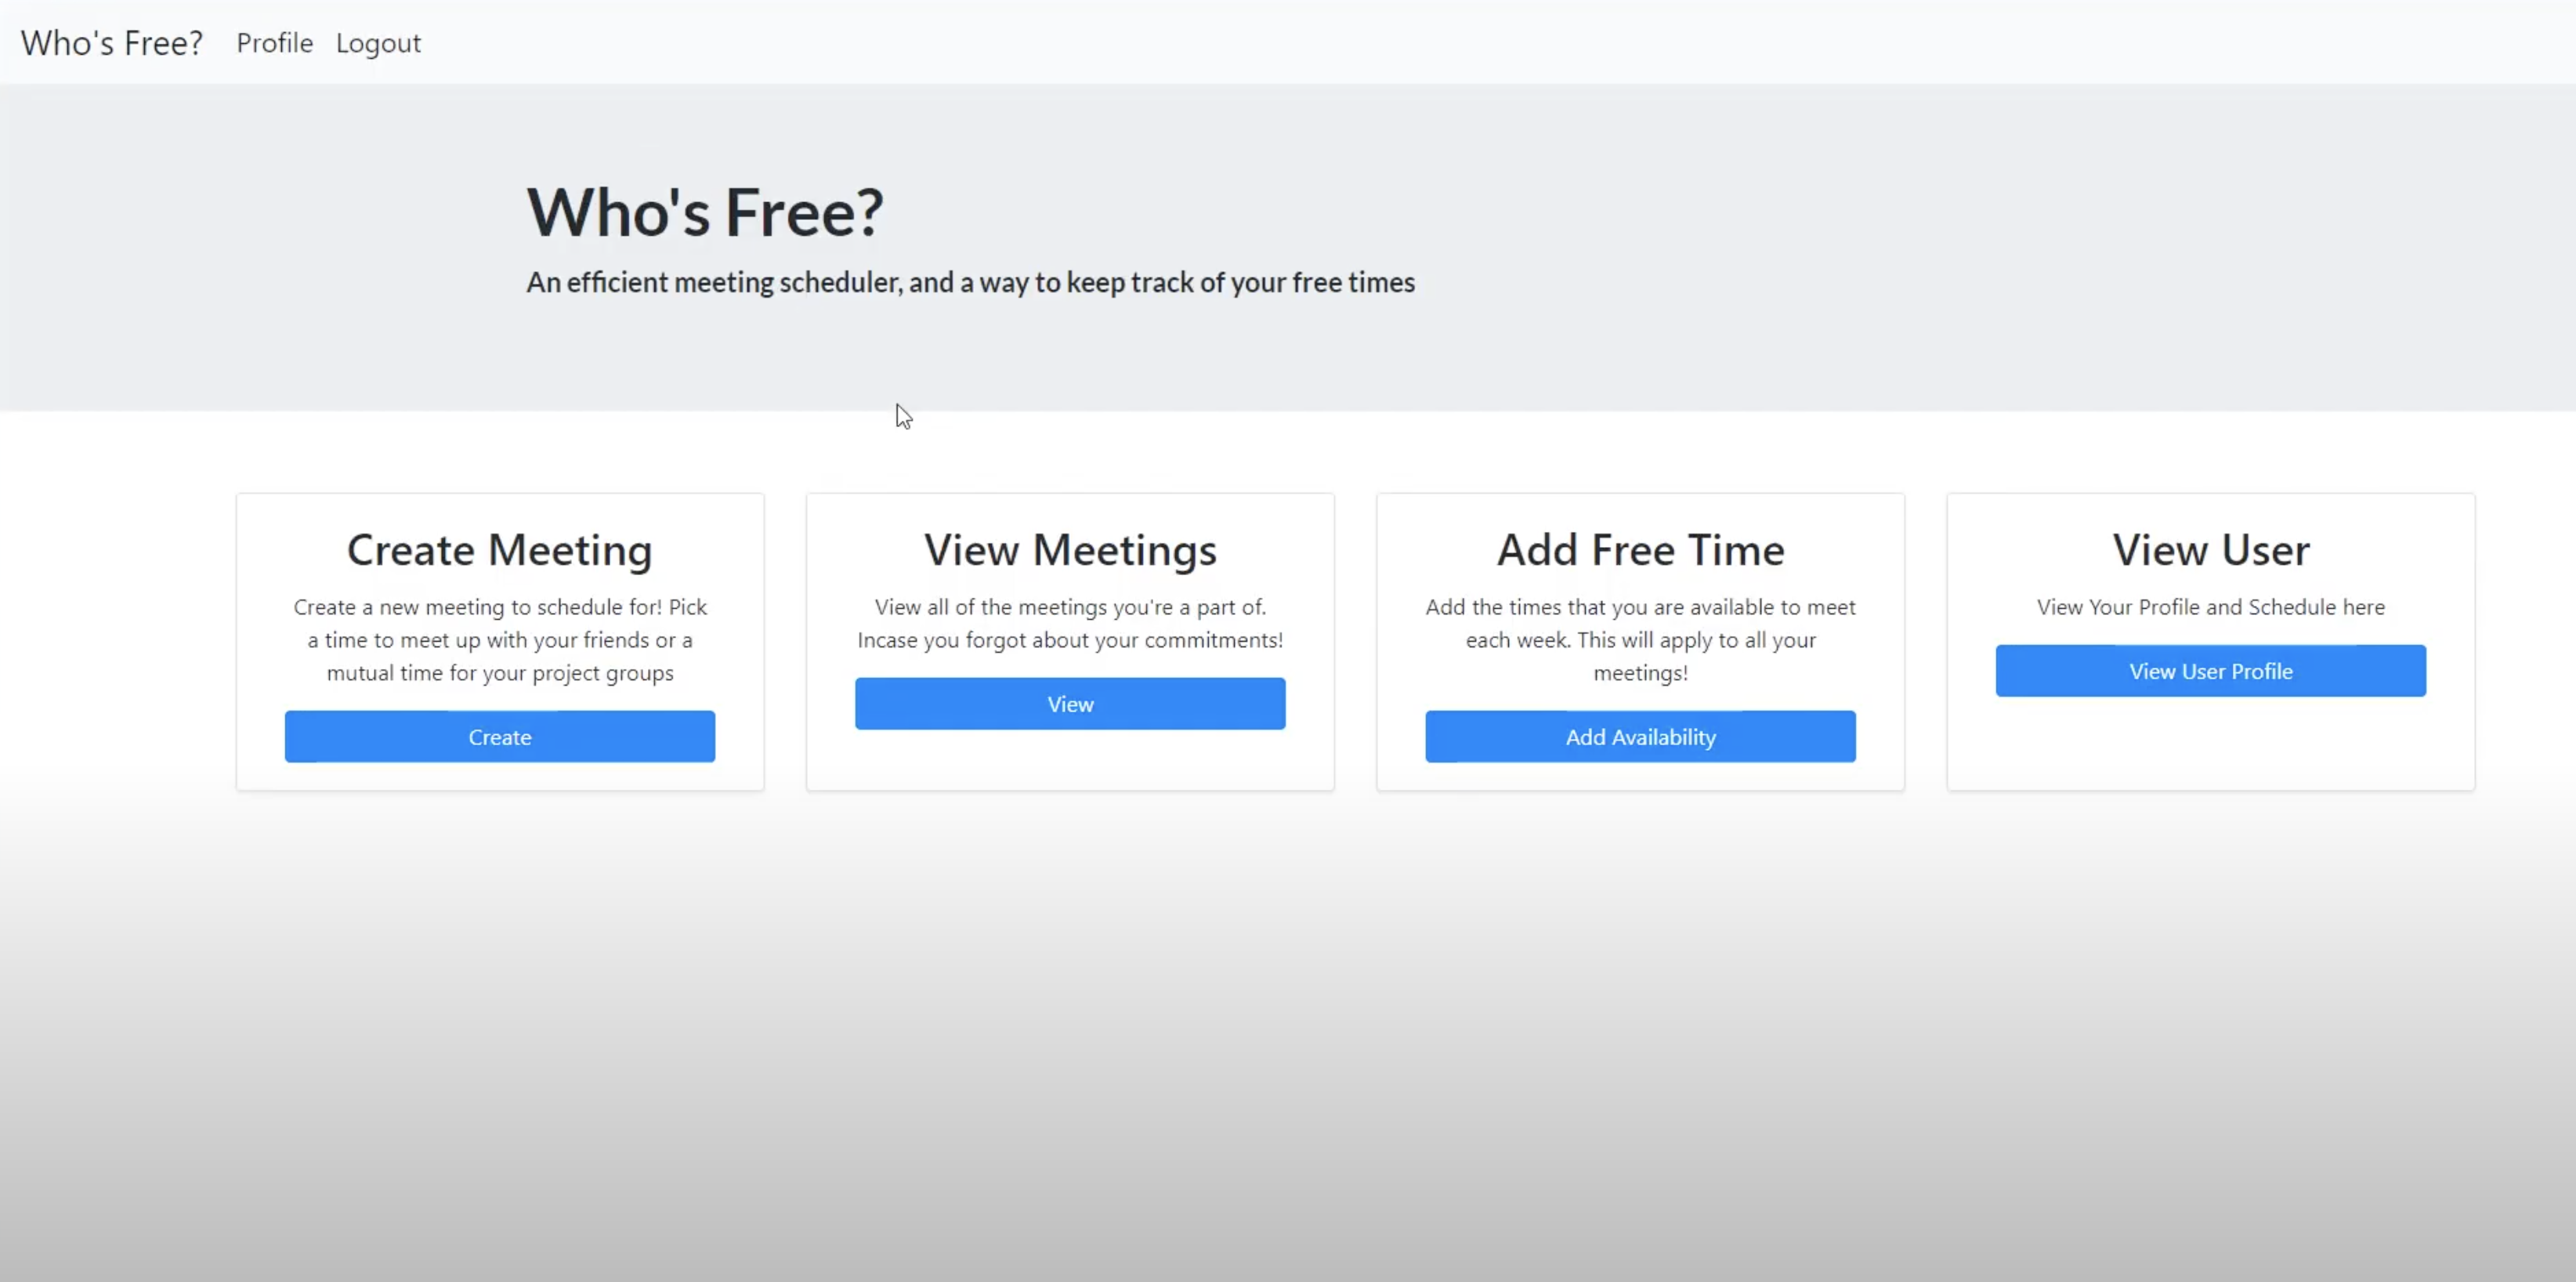 Who's Free? Profile Logout
Who's Free?
An efficient meeting scheduler, and a way to keep track of your free times
Create Meeting
Create a new meeting to schedule for! Pick
a time to meet up with your friends or a
mutual time for your project groups
Create
View Meetings
View all of the meetings you're a part of.
Incase you forgot about your commitments!
View
Add Free Time
Add the times that you are available to meet
each week. This will apply to all your
meetings!
Add Availability
View User
View Your Profile and Schedule here
View User Profile